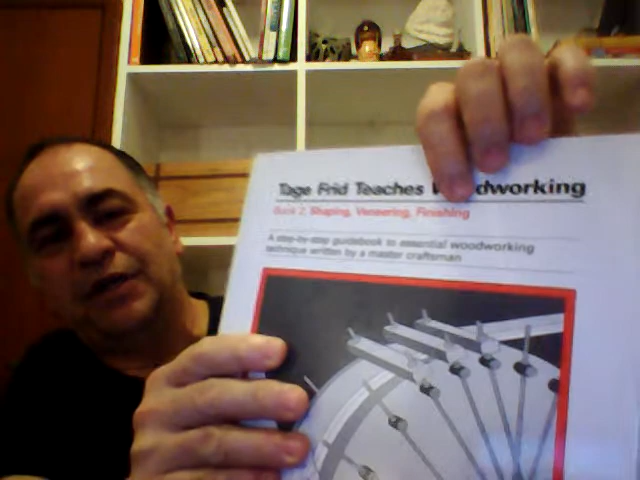 Tage Frid Teaches W dworking
Book 2: Shaping, Veneering, Finishing
A step-by-step guidebook to essential woodworking
technique written by a master craftsman